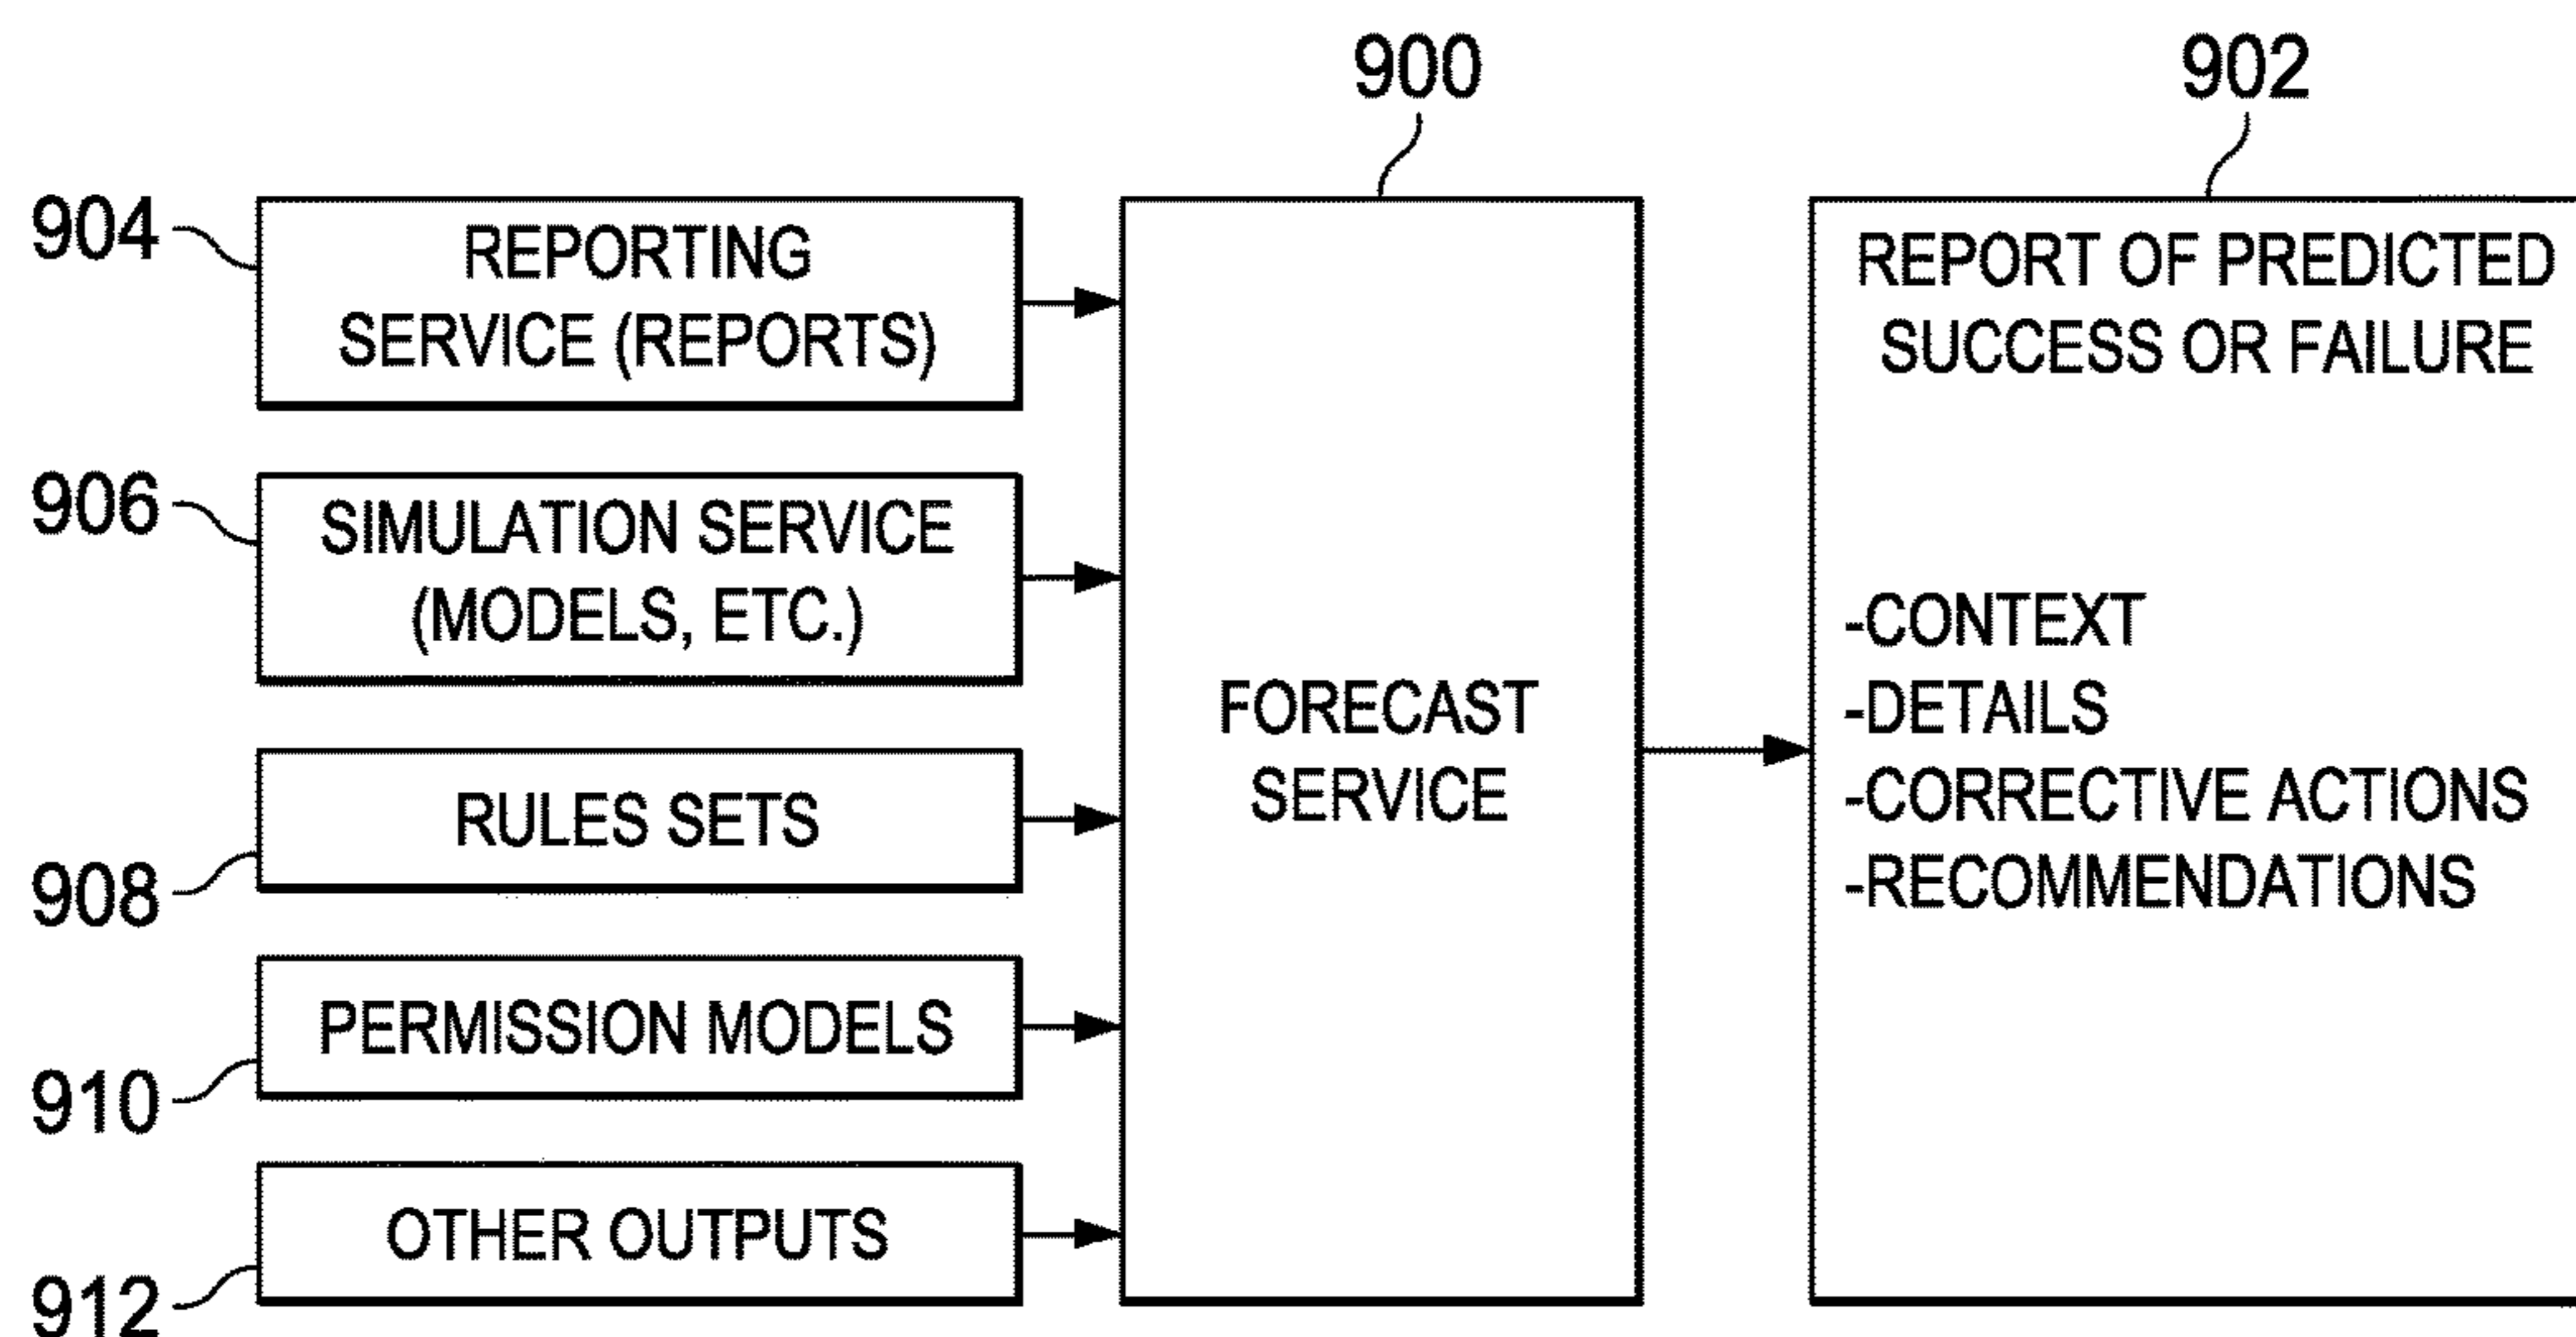 900
902
904
REPORTING
SERVICE (REPORTS)
906
SIMULATION SERVICE
(MODELS, ETC.)
908
RULES SETS
910
PERMISSION MODELS
912
OTHER OUTPUTS
FORECAST
SERVICE
REPORT OF PREDICTED
SUCCESS OR FAILURE
-CONTEXT
-DETAILS
-CORRECTIVE ACTIONS
-RECOMMENDATIONS